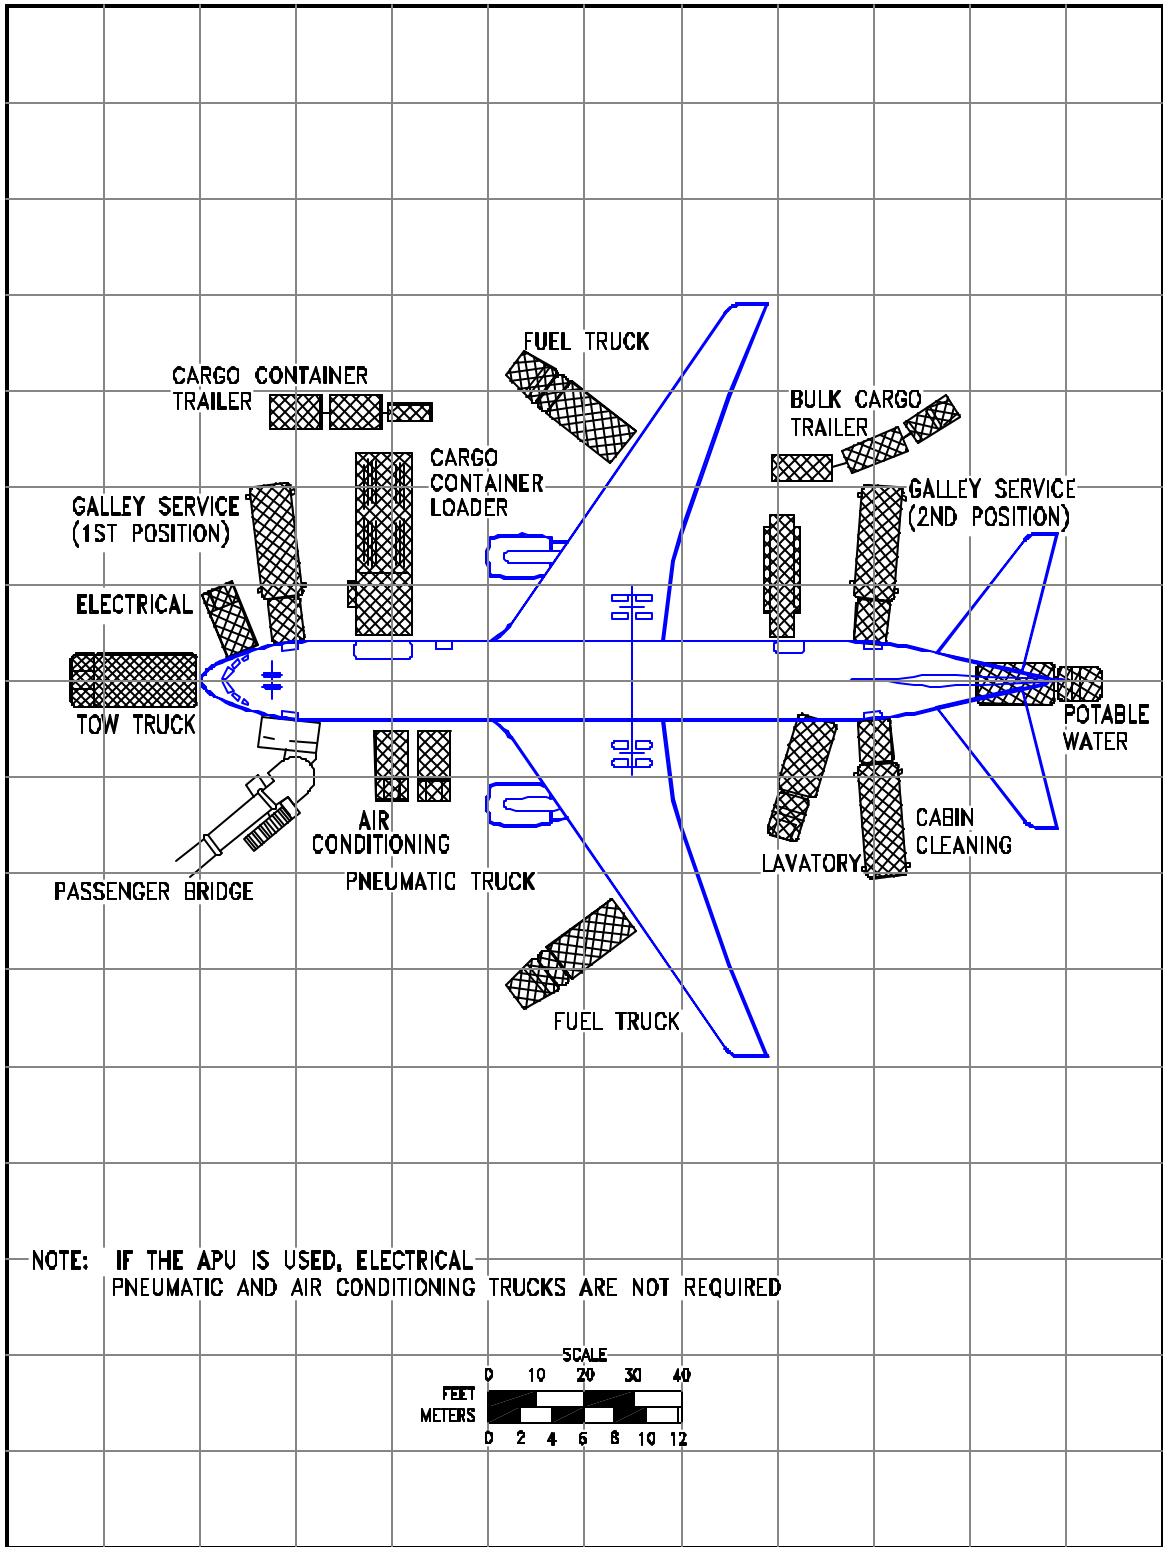 FUEL TRUCK
CARGO CONTAINER
TRAILER
BULK CARGO
TRAILER
CARGO
CONTAINER
LOADER
GALLEY SERVICE
(1ST POSITION)
GALLEY SERVICE
(2ND POSITION)
ELECTRICAL
TOW TRUCK
POTABLE
WATER
AIR
CONDITIONING
CABIN
CLEANING
LAVATORY
PASSENGER BRIDGE
PNEUMATIC TRUCK
FUEL TRUCK
NOTE: IF THE APU IS USED, ELECTRICAL
PNEUMATIC AND AIR CONDITIONING TRUCKS ARE NOT REQUIRED
SCALE
0 10 20 30 40
FEET
METERS
0 2 4 6 8 10 12